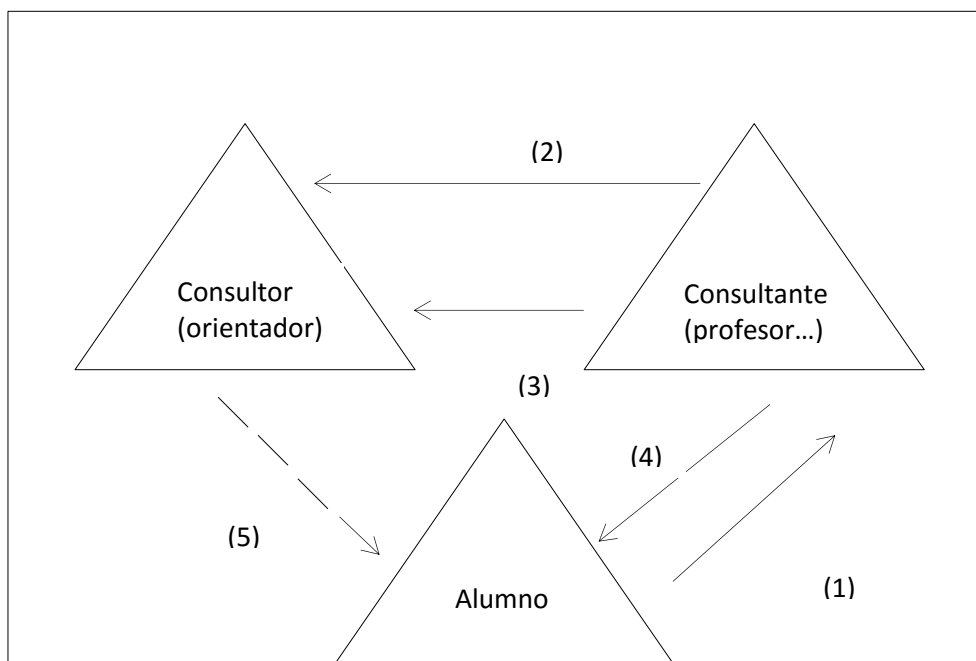 (2)
Consultor
(orientador)
Consultante
(profesor...)
(3)
(4)
(5)
Alumno
(1)